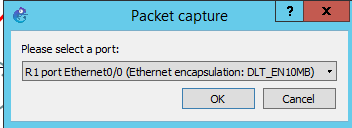 Packet capture
Please select a port:
R1 port Ethernet0/0 (Ethernet encapsulation: DLT_EN10MB)
OK
Cancel